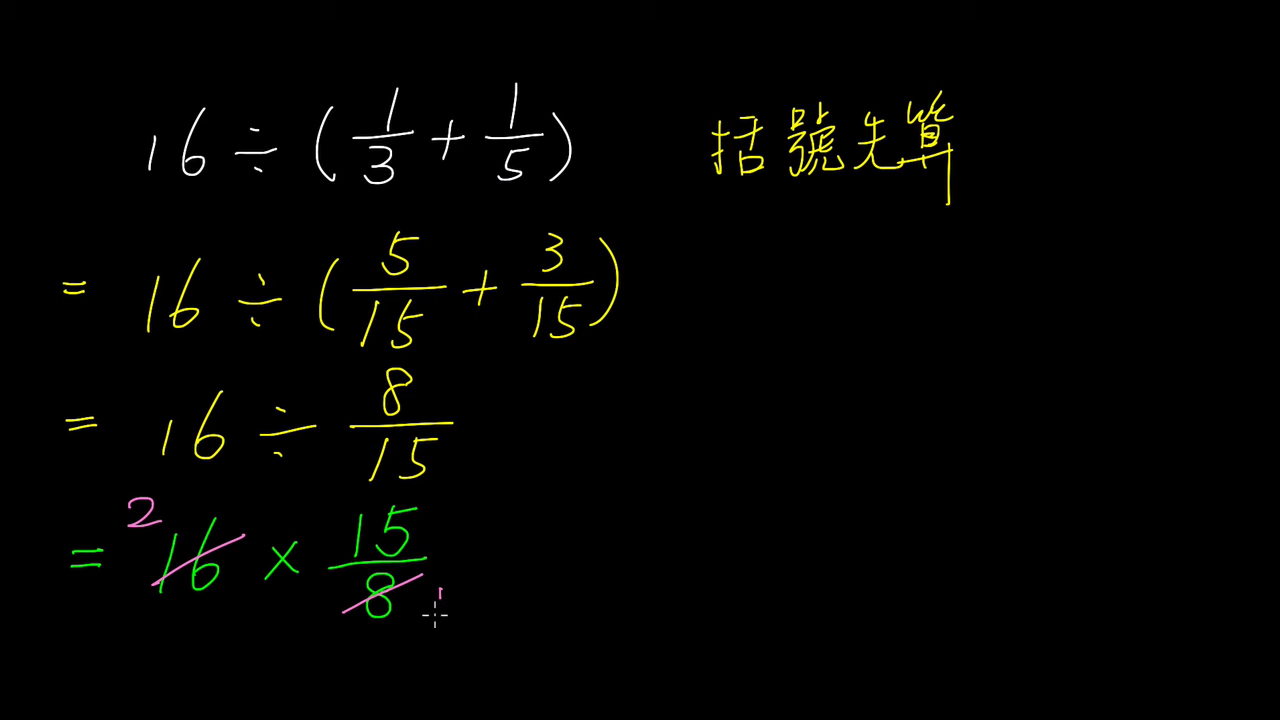 16 ÷ (1/3 + 1/5) 括號先算
= 16 ÷ (5/15 + 3/15)
= 16 ÷ 8/15
2
= 16 × 15/8 1